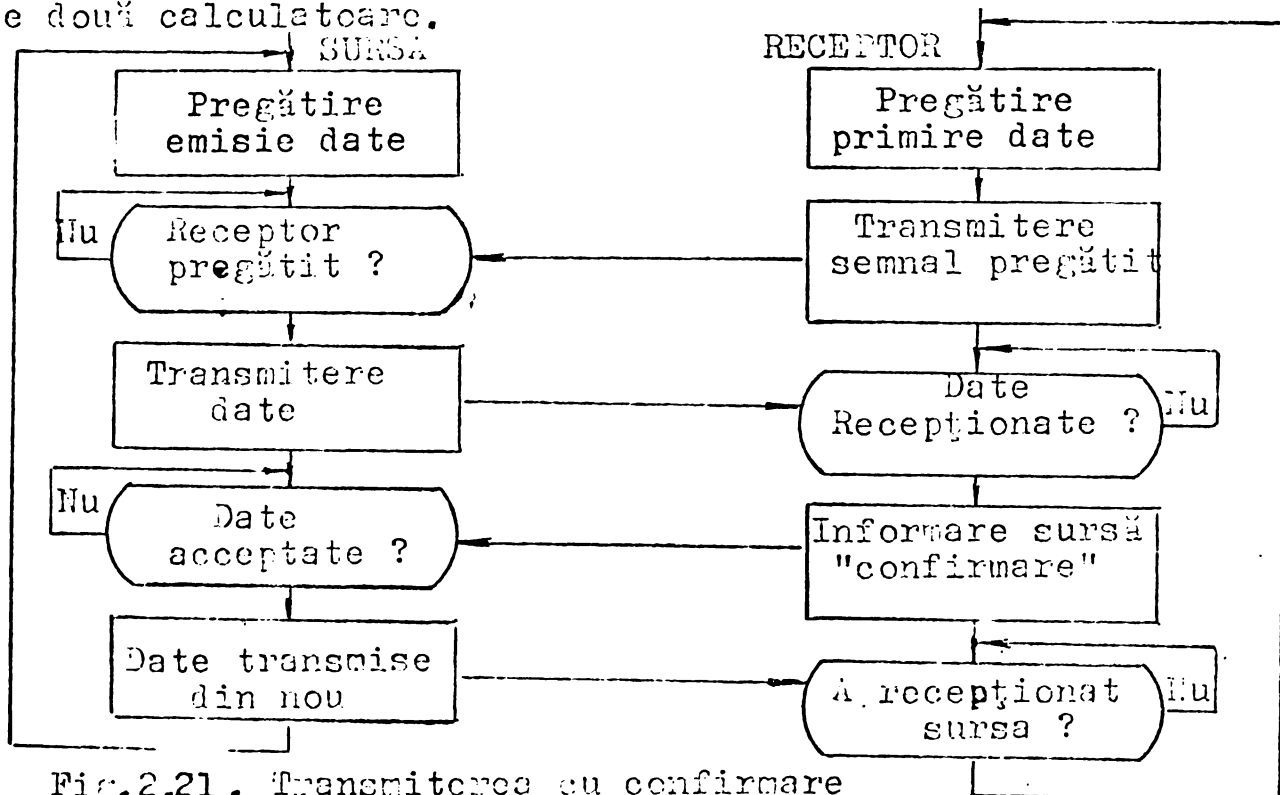 e două calculatoare.
SURSA
Pregătire
emisie date
Nu
Receptor
pregătit ?
Transmitere
date
Nu
Date
acceptate ?
Date transmise
din nou
RECEPTOR
Pregătire
primire date
Transmitere
semnal pregătit
Date
Recepţionate ?
Nu
Informare sursă
"confirmare"
A recepţionat
sursa ?
Nu
Fig.2.21. Transmiterea cu confirmare